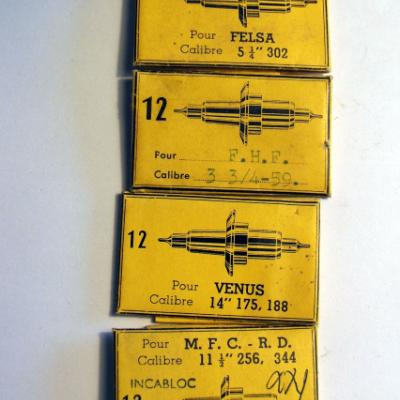 Pour FELSA
Calibre 5 ¼" 302
12
Pour F.H.F.
Calibre 3 3/4-59.
12
Pour VENUS
Calibre 14" 175, 188
Pour M. F. C. - R. D.
Calibre 11 ½" 256, 344
INCABLOC
12